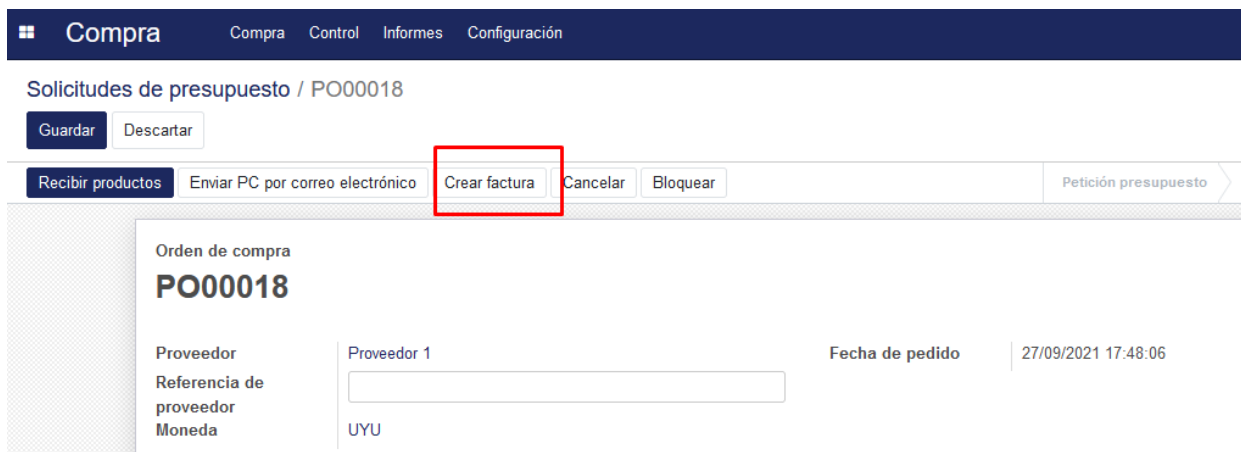 Compra Compra Control Informes Configuración
Solicitudes de presupuesto / PO00018
Guardar Descartar
Recibir productos Enviar PC por correo electrónico Crear factura Cancelar Bloquear Petición presupuesto
Orden de compra
PO00018
Proveedor Proveedor 1 Fecha de pedido 27/09/2021 17:48:06
Referencia de
proveedor
Moneda UYU